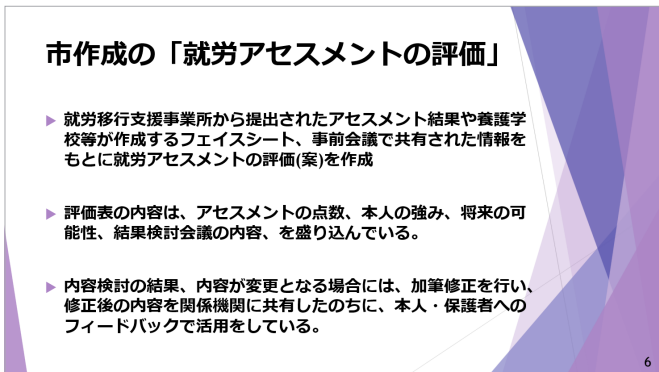 市作成の「就労アセスメントの評価」
就労移行支援事業所から提出されたアセスメント結果や養護学
校等が作成するフェイスシート、事前会議で共有された情報を
もとに就労アセスメントの評価(案)を作成
評価表の内容は、アセスメントの点数、本人の強み、将来の可
能性、結果検討会議の内容、を盛り込んでいる。
内容検討の結果、内容が変更となる場合には、加筆修正を行い、
修正後の内容を関係機関に共有したのちに、本人・保護者への
フィードバックで活用をしている。
6